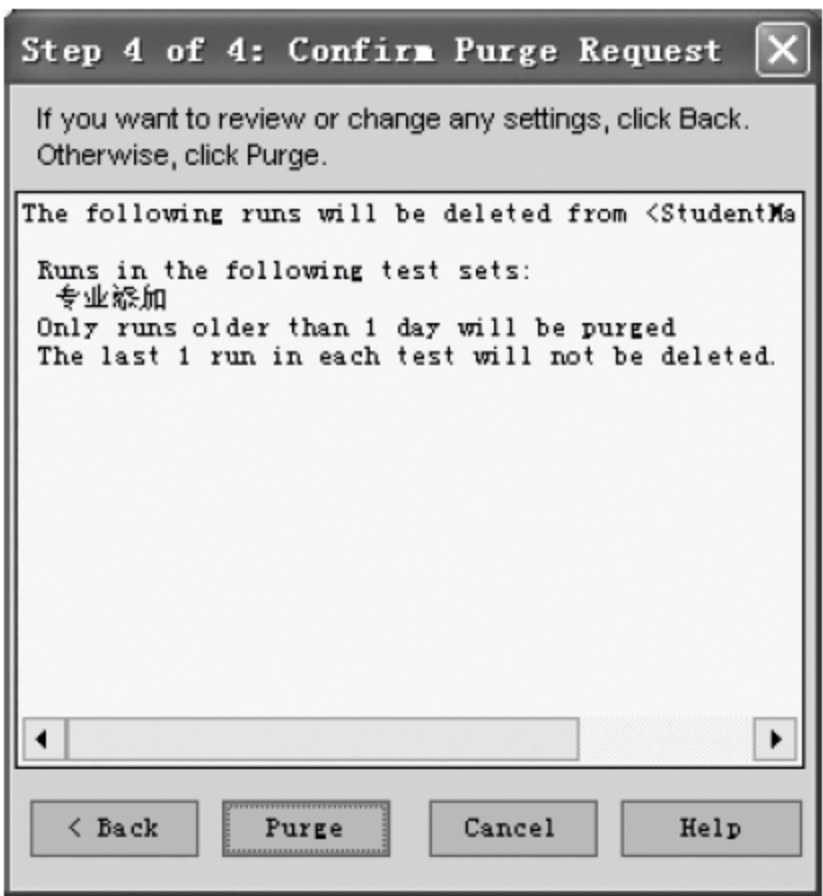 Step 4 of 4: Confirm Purge Request
If you want to review or change any settings, click Back.
Otherwise, click Purge.
The following runs will be deleted from <StudentMa
Runs in the following test sets:
专业添加
Only runs older than 1 day will be purged
The last 1 run in each test will not be deleted.
< Back
Purge
Cancel
Help